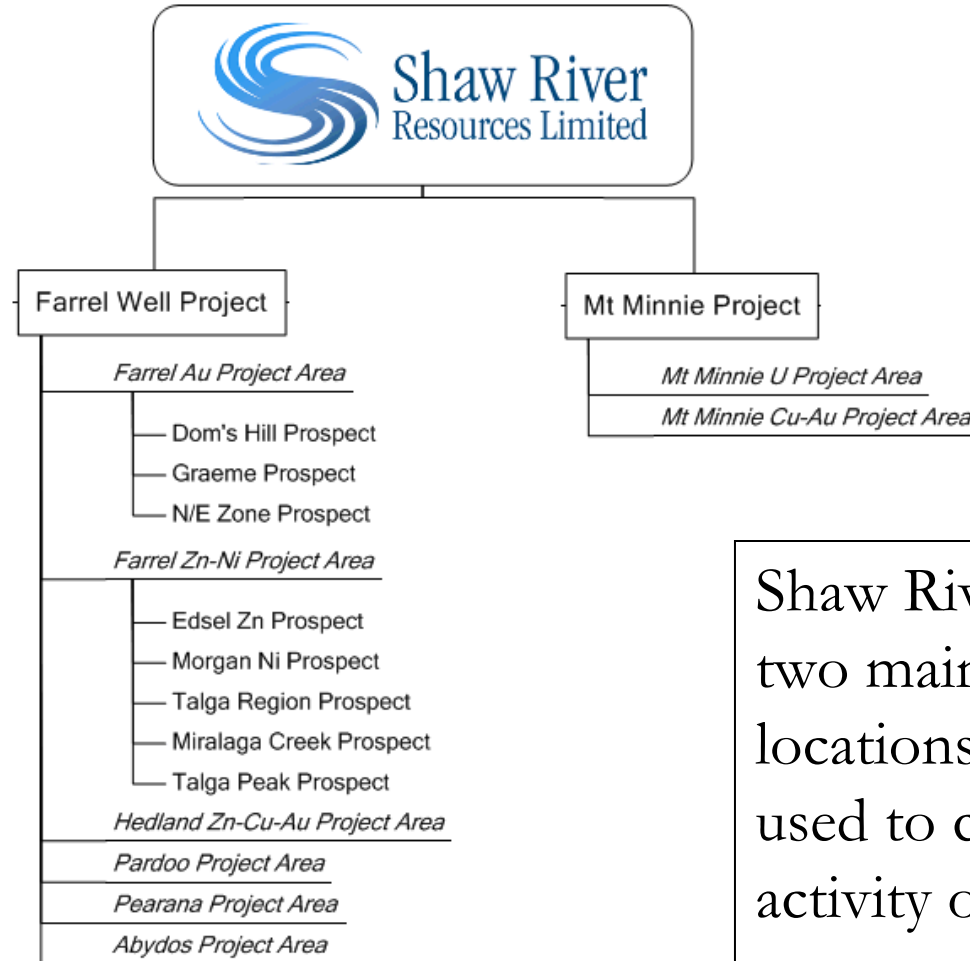 Shaw River
Resources Limited
Farrel Well Project
Farrel Au Project Area
Dom's Hill Prospect
Graeme Prospect
N/E Zone Prospect
Farrel Zn-Ni Project Area
Edsel Zn Prospect
Morgan Ni Prospect
Talga Region Prospect
Miralaga Creek Prospect
Talga Peak Prospect
Hedland Zn-Cu-Au Project Area
Pardoo Project Area
Pearana Project Area
Abydos Project Area
Mt Minnie Project
Mt Minnie U Project Area
Mt Minnie Cu-Au Project Area
Shaw
two
locations
used to
activity